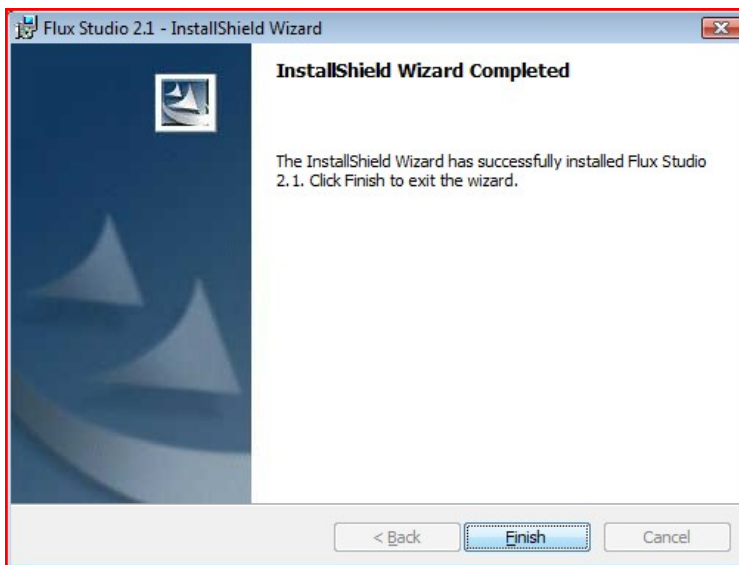 Flux Studio 2.1 - InstallShield Wizard
InstallShield Wizard Completed
The InstallShield Wizard has successfully installed Flux Studio
2.1. Click Finish to exit the wizard.
< Back
Finish
Cancel